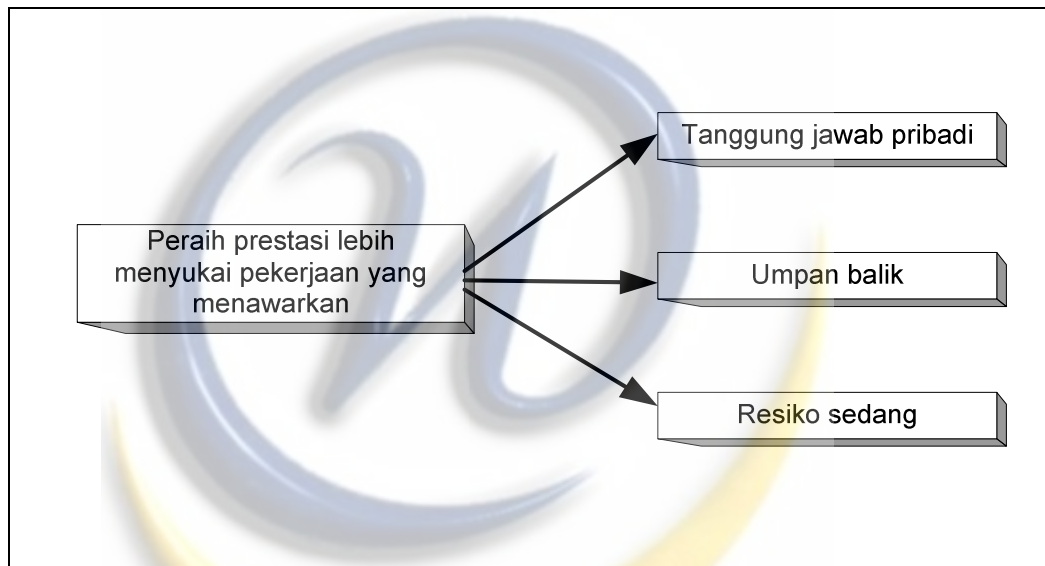 Tanggung jawab pribadi
Peraih prestasi lebih
menyukai pekerjaan yang
menawarkan
Umpan balik
Resiko sedang